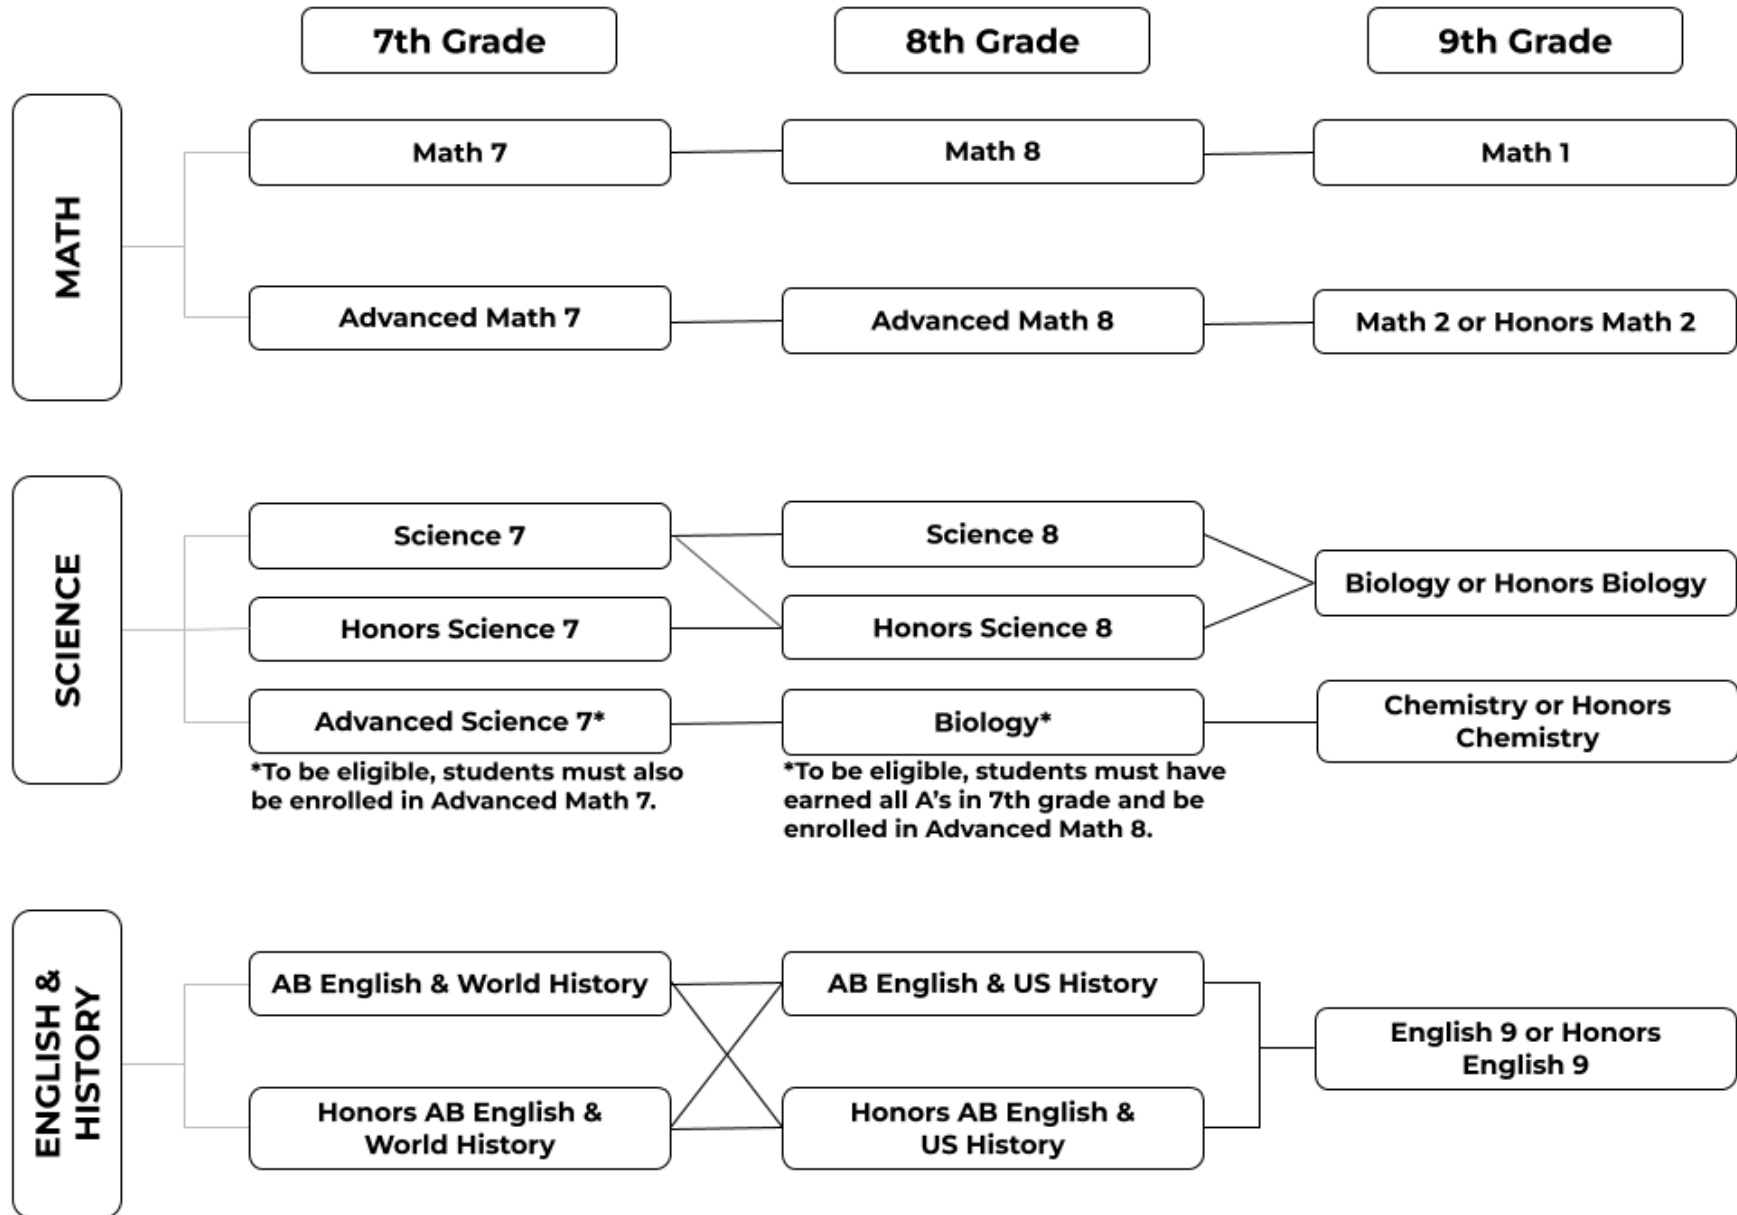 7th Grade
8th Grade
9th Grade
MATH
Math 7
Math 8
Math 1
Advanced Math 7
Advanced Math 8
Math 2 or Honors Math 2
SCIENCE
Science 7
Science 8
Biology or Honors Biology
Honors Science 7
Honors Science 8
Advanced Science 7*
Biology*
Chemistry or Honors
Chemistry
*To be eligible, students must also
be enrolled in Advanced Math 7.
*To be eligible, students must have
earned all A's in 7th grade and be
enrolled in Advanced Math 8.
ENGLISH &
HISTORY
AB English & World History
AB English & US History
English 9 or Honors
English 9
Honors AB English &
World History
Honors AB English &
US History